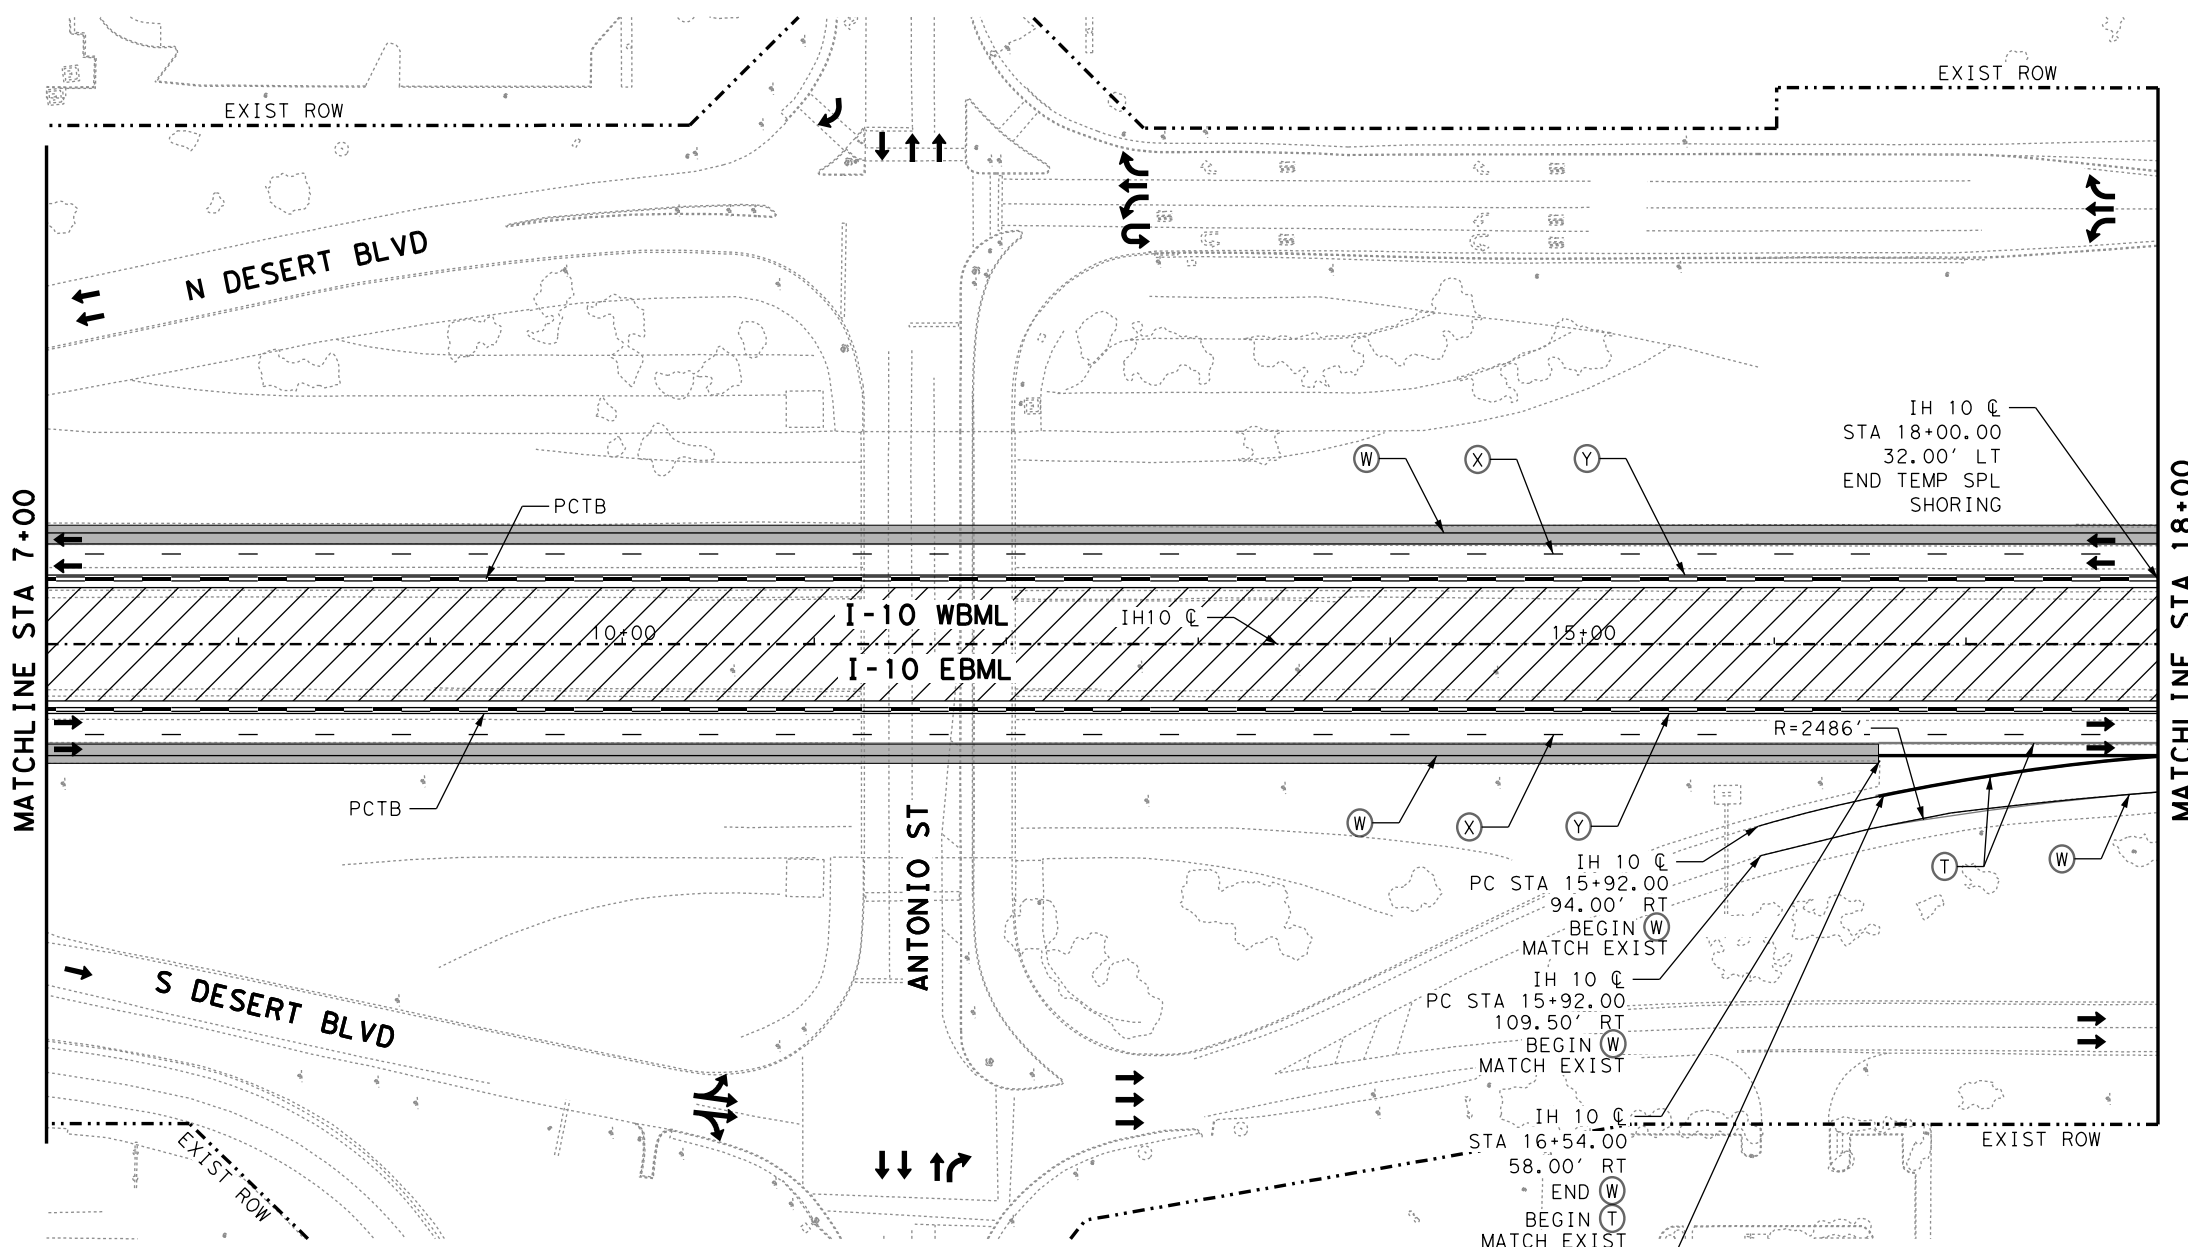 EXIST ROW
EXIST ROW
N DESERT BLVD
IH 10 ℄
STA 18+00.00
32.00' LT
END TEMP SPL
SHORING
W
X
Y
PCTB
MATCHLINE STA 7+00
MATCHLINE STA 18+00
I-10 WBML
IH10 ℄
10+00
15+00
I-10 EBML
R=2486'
PCTB
W
X
Y
ANTONIO ST
T
W
IH 10 ℄
PC STA 15+92.00
94.00' RT
BEGIN W
MATCH EXIST
IH 10 ℄
PC STA 15+92.00
109.50' RT
BEGIN W
MATCH EXIST
S DESERT BLVD
IH 10 ℄
STA 16+54.00
58.00' RT
END W
BEGIN T
MATCH EXIST
EXIST ROW
EXIST ROW